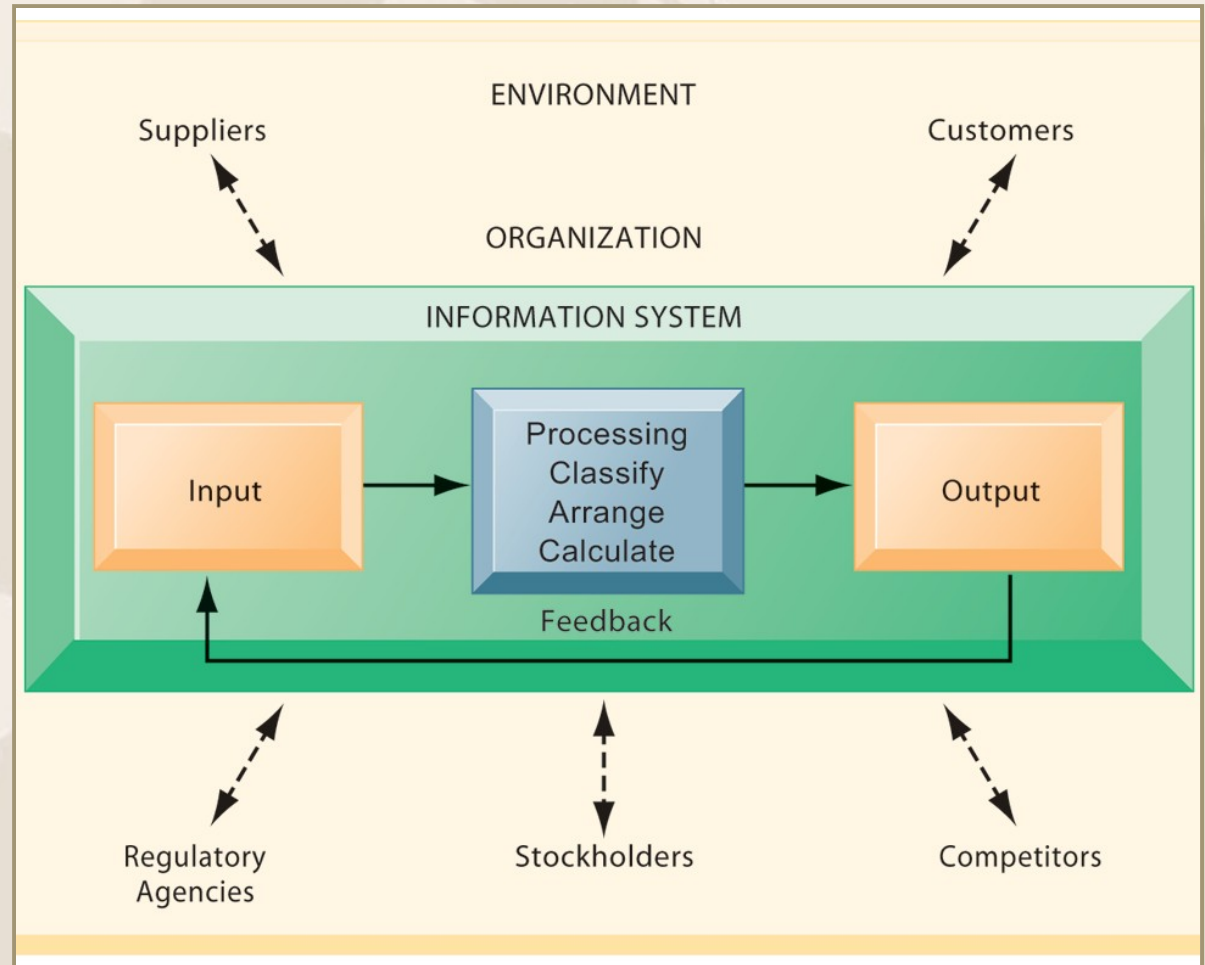 ENVIRONMENT
Suppliers
Customers
ORGANIZATION
INFORMATION SYSTEM
Input
Processing
Classify
Arrange
Calculate
Output
Feedback
Regulatory
Agencies
Stockholders
Competitors